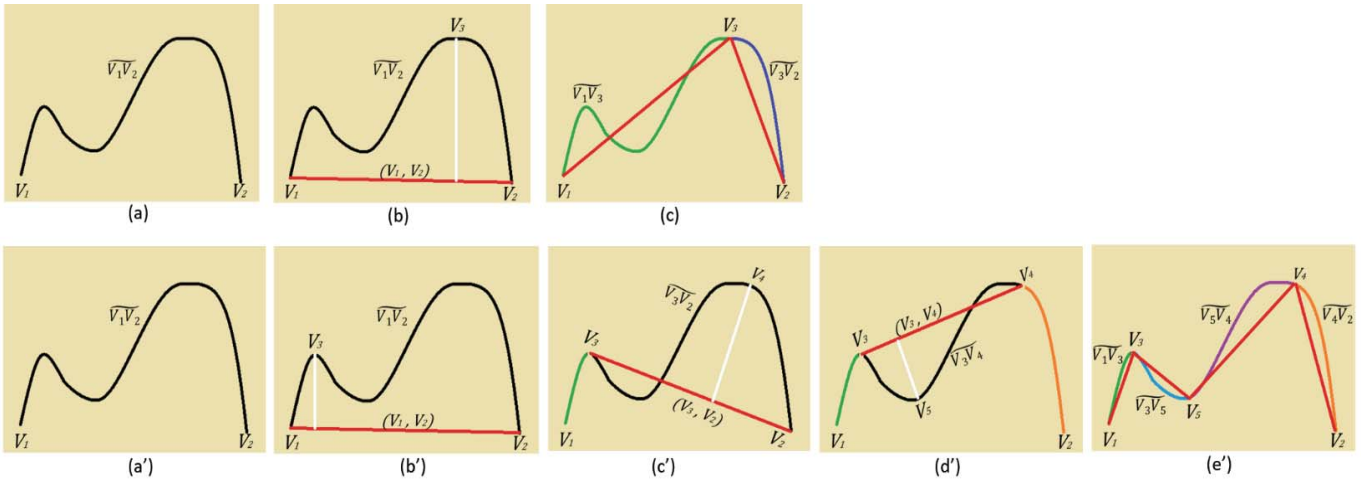 V1V2
V1
V2
(a)
V3
V1V2
(V1 , V2)
V1
V2
(b)
V3
V1V3
V3V2
V1
V2
(c)
V1V2
V1
V2
(a’)
V3
V1V2
(V1 , V2)
V1
V2
(b’)
V4
V3V2
V3
(V3 , V2)
V1
V2
(c’)
V4
V3
(V3 , V4)
V3V4
V5
V1
V2
(d’)
V4
V5V4
V4V2
V3
V1V3
V3V5
V5
V1
V2
(e’)